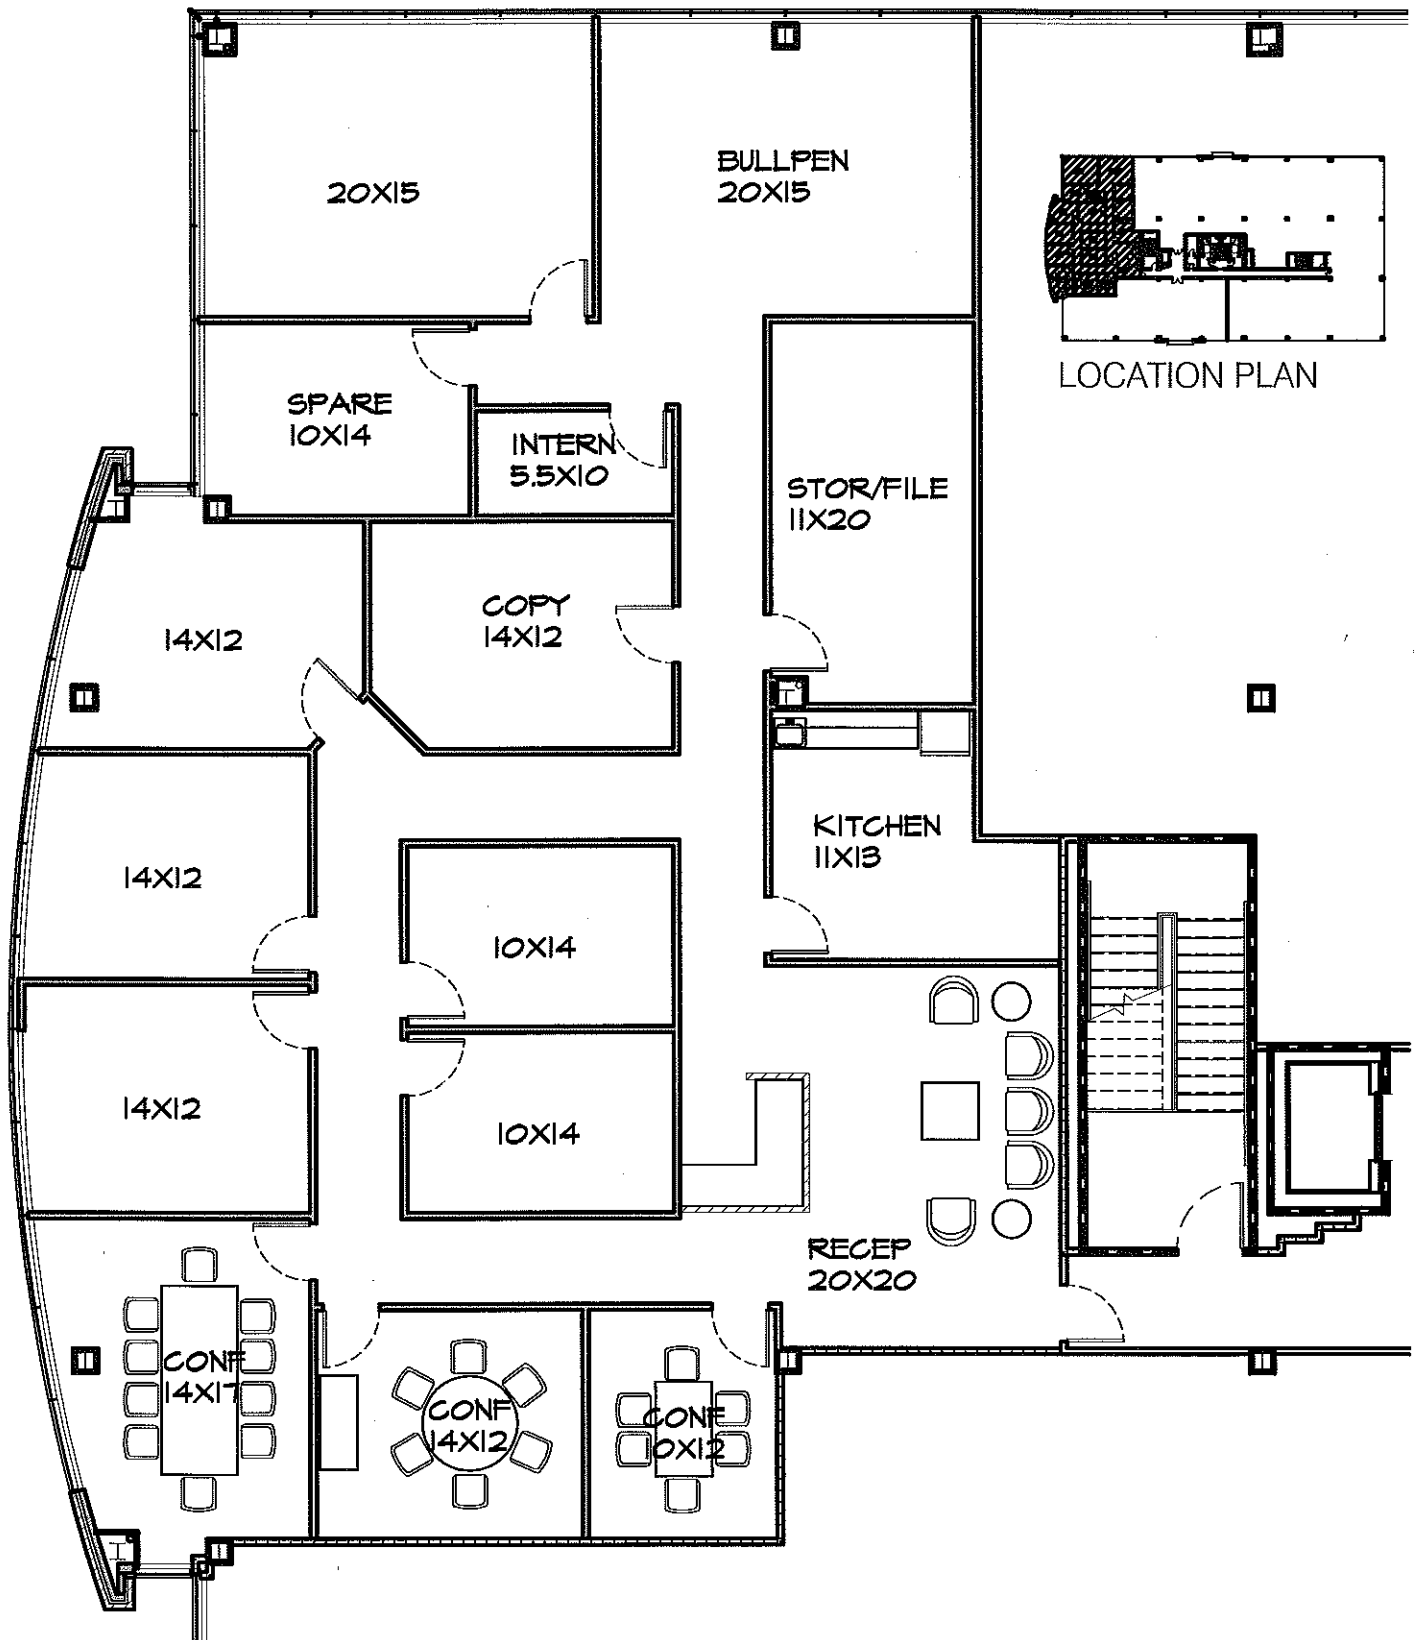 20X15
BULLPEN
20X15
LOCATION PLAN
SPARE
10X14
INTERN
5.5X10
STOR/FILE
11X20
COPY
14X12
14X12
KITCHEN
11X13
14X12
10X14
14X12
10X14
RECEP
20X20
CONF
14X17
CONF
14X12
CONF
10X12